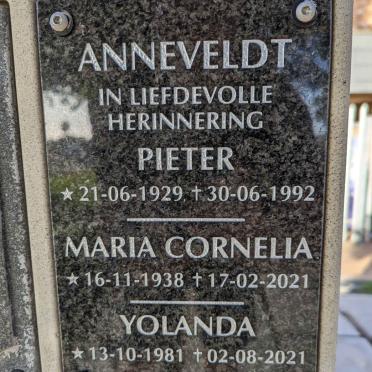 ANNEVELDT
IN LIEFDEVOLLE
HERINNERING
PIETER
★ 21-06-1929 ✝ 30-06-1992
MARIA CORNELIA
★ 16-11-1938 ✝ 17-02-2021
YOLANDA
★ 13-10-1981 ✝ 02-08-2021